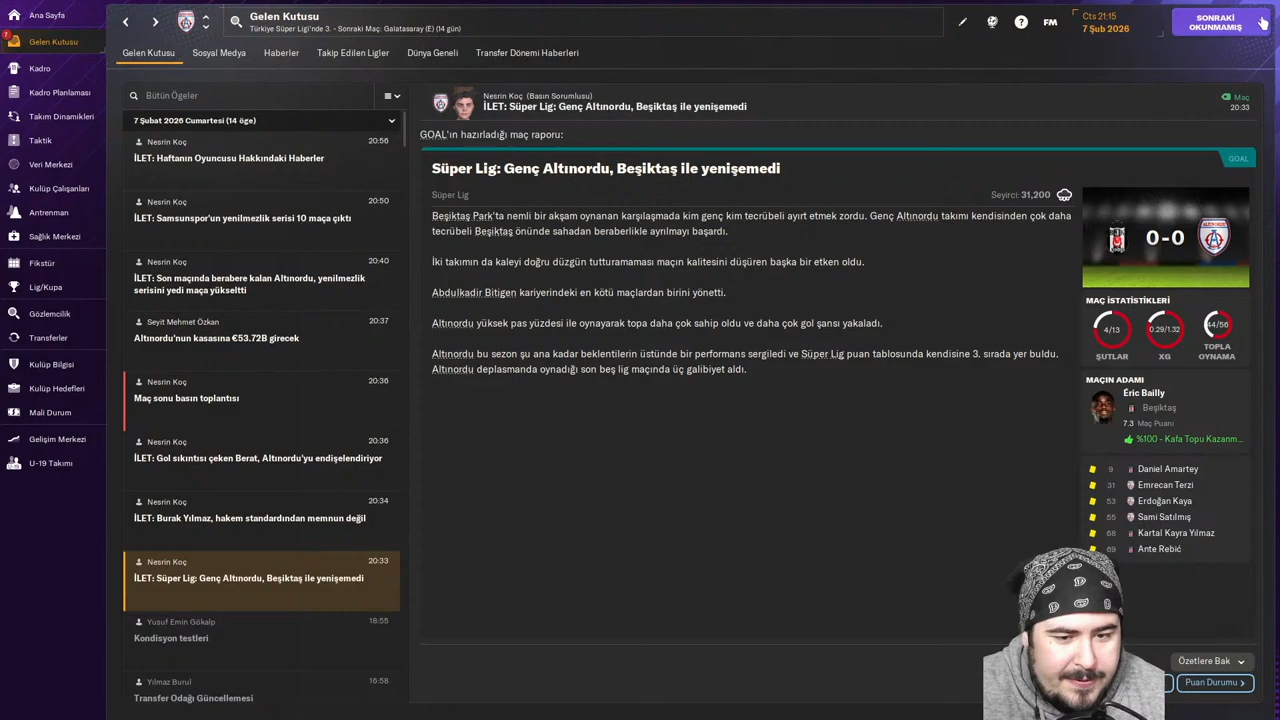 Ana Sayfa
7
Gelen Kutusu
Kadro
Kadro Planlaması
Takım Dinamikleri
Taktik
Veri Merkezi
Kulüp Çalışanları
Antrenman
Sağlık Merkezi
Fikstür
Lig/Kupa
Gözlemcilik
Transferler
Kulüp Bilgisi
Kulüp Hedefleri
Mali Durum
Gelişim Merkezi
U-19 Takımı
Gelen Kutusu
Türkiye Süper Ligi'nde 3. - Sonraki Maç: Galatasaray (E) (14 gün)
FM
Cts 21:15
7 Şub 2026
SONRAKİ
OKUNMAMIŞ
Gelen Kutusu
Sosyal Medya
Haberler
Takip Edilen Ligler
Dünya Geneli
Transfer Dönemi Haberleri
Bütün Ögeler
7 Şubat 2026 Cumartesi (14 öge)
Nesrin Koç 20:56
İLET: Haftanın Oyuncusu Hakkındaki Haberler
Nesrin Koç 20:50
İLET: Samsunspor'un yenilmezlik serisi 10 maça çıktı
Nesrin Koç 20:40
İLET: Son maçında berabere kalan Altınordu, yenilmezlik
serisini yedi maça yükseltti
Seyit Mehmet Özkan 20:37
Altınordu'nun kasasına €53.72B girecek
Nesrin Koç 20:36
Maç sonu basın toplantısı
Nesrin Koç 20:36
İLET: Gol sıkıntısı çeken Berat, Altınordu'yu endişelendiriyor
Nesrin Koç 20:34
İLET: Burak Yılmaz, hakem standardından memnun değil
Nesrin Koç 20:33
İLET: Süper Lig: Genç Altınordu, Beşiktaş ile yenişemedi
Yusuf Emin Gökalp 18:55
Kondisyon testleri
Yılmaz Burul 16:58
Transfer Odağı Güncellemesi
Nesrin Koç (Basın Sorumlusu)
İLET: Süper Lig: Genç Altınordu, Beşiktaş ile yenişemedi
Maç
20:33
GOAL'ın hazırladığı maç raporu:
GOAL
Süper Lig: Genç Altınordu, Beşiktaş ile yenişemedi
Süper Lig
Seyirci: 31,200
Beşiktaş Park'ta nemli bir akşam oynanan karşılaşmada kim genç kim tecrübeli ayırt etmek zordu. Genç Altınordu takımı kendisinden çok daha
tecrübeli Beşiktaş önünde sahadan beraberlikle ayrılmayı başardı.
İki takımın da kaleyi doğru düzgün tutturamaması maçın kalitesini düşüren başka bir etken oldu.
Abdulkadir Bitigen kariyerindeki en kötü maçlardan birini yönetti.
Altınordu yüksek pas yüzdesi ile oynayarak topa daha çok sahip oldu ve daha çok gol şansı yakaladı.
Altınordu bu sezon şu ana kadar beklentilerin üstünde bir performans sergiledi ve Süper Lig puan tablosunda kendisine 3. sırada yer buldu.
Altınordu deplasmanda oynadığı son beş lig maçında üç galibiyet aldı.
0-0
MAÇ İSTATİSTİKLERİ
4/13
0.29/1.32
44/56
ŞUTLAR
XG
TOPLA
OYNAMA
MAÇIN ADAMI
Éric Bailly
Beşiktaş
7.3 Maç Puanı
%100 - Kafa Topu Kazanm...
9 Daniel Amartey
31 Emrecan Terzi
53 Erdoğan Kaya
55 Sami Satılmış
68 Kartal Kayra Yılmaz
69 Ante Rebić
Özetlere Bak
Puan Durumu